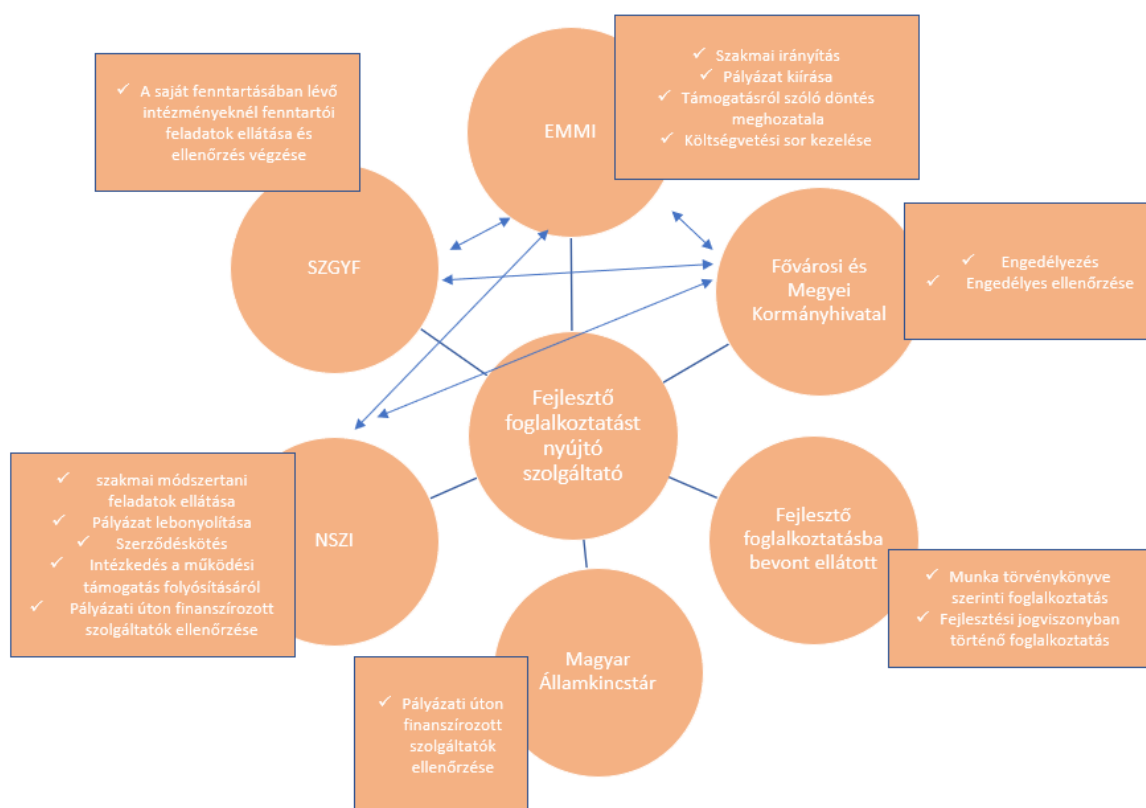 ✓ A saját fenntartásában lévő
intézményeknél fenntartói
feladatok ellátása és
ellenőrzés végzése
EMMI
✓ Szakmai irányítás
✓ Pályázat kiírása
✓ Támogatásról szóló döntés
meghozatala
✓ Költségvetési sor kezelése
SZGYF
Fővárosi és
Megyei
Kormányhivatal
✓ Engedélyezés
✓ Engedélyes ellenőrzése
Fejlesztő
foglalkoztatást
nyújtó
szolgáltató
✓ szakmai módszertani
feladatok ellátása
✓ Pályázat lebonyolítása
✓ Szerződéskötés
✓ Intézkedés a működési
támogatás folyósításáról
✓ Pályázati úton finanszírozott
szolgáltatók ellenőrzése
NSZI
Fejlesztő
foglalkoztatásba
bevont ellátott
✓ Munka törvénykönyve
szerinti foglalkoztatás
✓ Fejlesztési jogviszonyban
történő foglalkoztatás
Magyar
Államkincstár
✓ Pályázati úton
finanszírozott
szolgáltatók
ellenőrzése